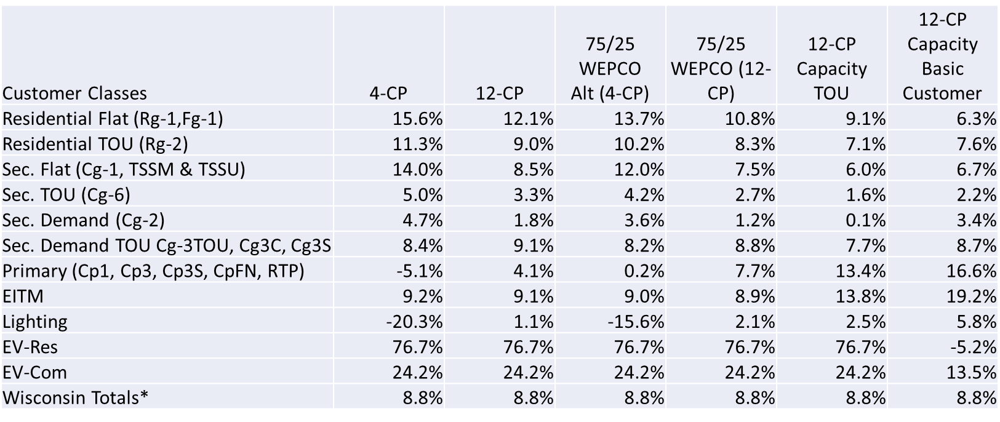 Customer Classes 4-CP 12-CP 75/25 WEPCO Alt (4-CP) 75/25 WEPCO (12-CP) 12-CP Capacity TOU 12-CP Capacity Basic Customer
Residential Flat (Rg-1,Fg-1) 15.6% 12.1% 13.7% 10.8% 9.1% 6.3%
Residential TOU (Rg-2) 11.3% 9.0% 10.2% 8.3% 7.1% 7.6%
Sec. Flat (Cg-1, TSSM & TSSU) 14.0% 8.5% 12.0% 7.5% 6.0% 6.7%
Sec. TOU (Cg-6) 5.0% 3.3% 4.2% 2.7% 1.6% 2.2%
Sec. Demand (Cg-2) 4.7% 1.8% 3.6% 1.2% 0.1% 3.4%
Sec. Demand TOU Cg-3TOU, Cg3C, Cg3S 8.4% 9.1% 8.2% 8.8% 7.7% 8.7%
Primary (Cp1, Cp3, Cp3S, CpFN, RTP) -5.1% 4.1% 0.2% 7.7% 13.4% 16.6%
EITM 9.2% 9.1% 9.0% 8.9% 13.8% 19.2%
Lighting -20.3% 1.1% -15.6% 2.1% 2.5% 5.8%
EV-Res 76.7% 76.7% 76.7% 76.7% 76.7% -5.2%
EV-Com 24.2% 24.2% 24.2% 24.2% 24.2% 13.5%
Wisconsin Totals* 8.8% 8.8% 8.8% 8.8% 8.8% 8.8%